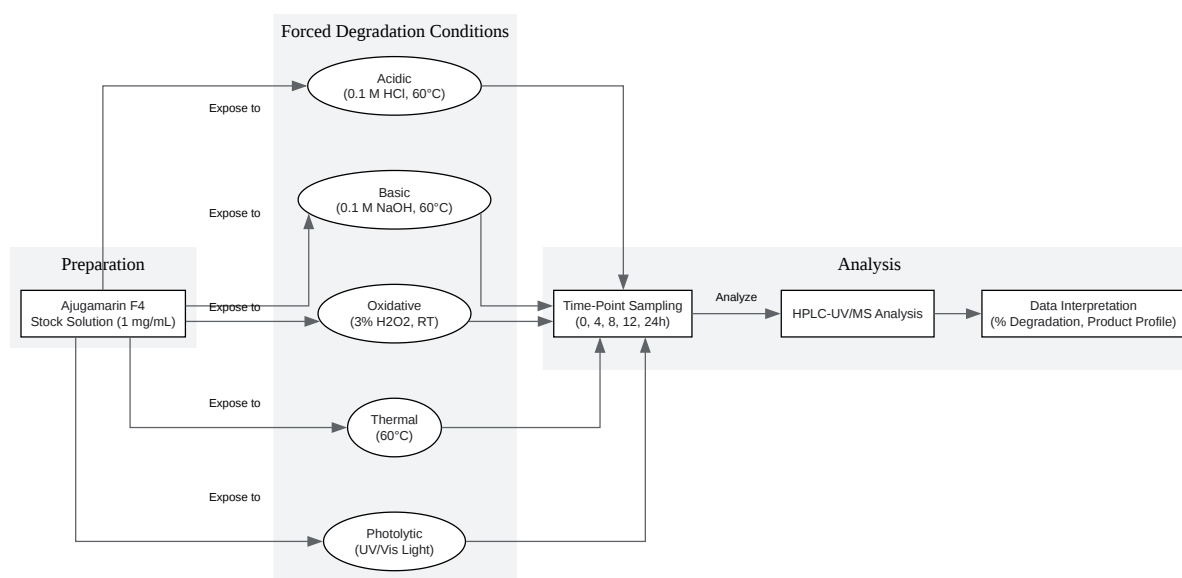 Forced Degradation Conditions
Acidic
(0.1 M HCl, 60°C)
Expose to
Basic
(0.1 M NaOH, 60°C)
Expose to
Preparation
Ajugamarin F4
Stock Solution (1 mg/mL)
Expose to
Oxidative
(3% H2O2, RT)
Expose to
Thermal
(60°C)
Expose to
Photolytic
(UV/Vis Light)
Analysis
Time-Point Sampling
(0, 4, 8, 12, 24h)
Analyze
HPLC-UV/MS Analysis
Data Interpretation
(% Degradation, Product Profile)